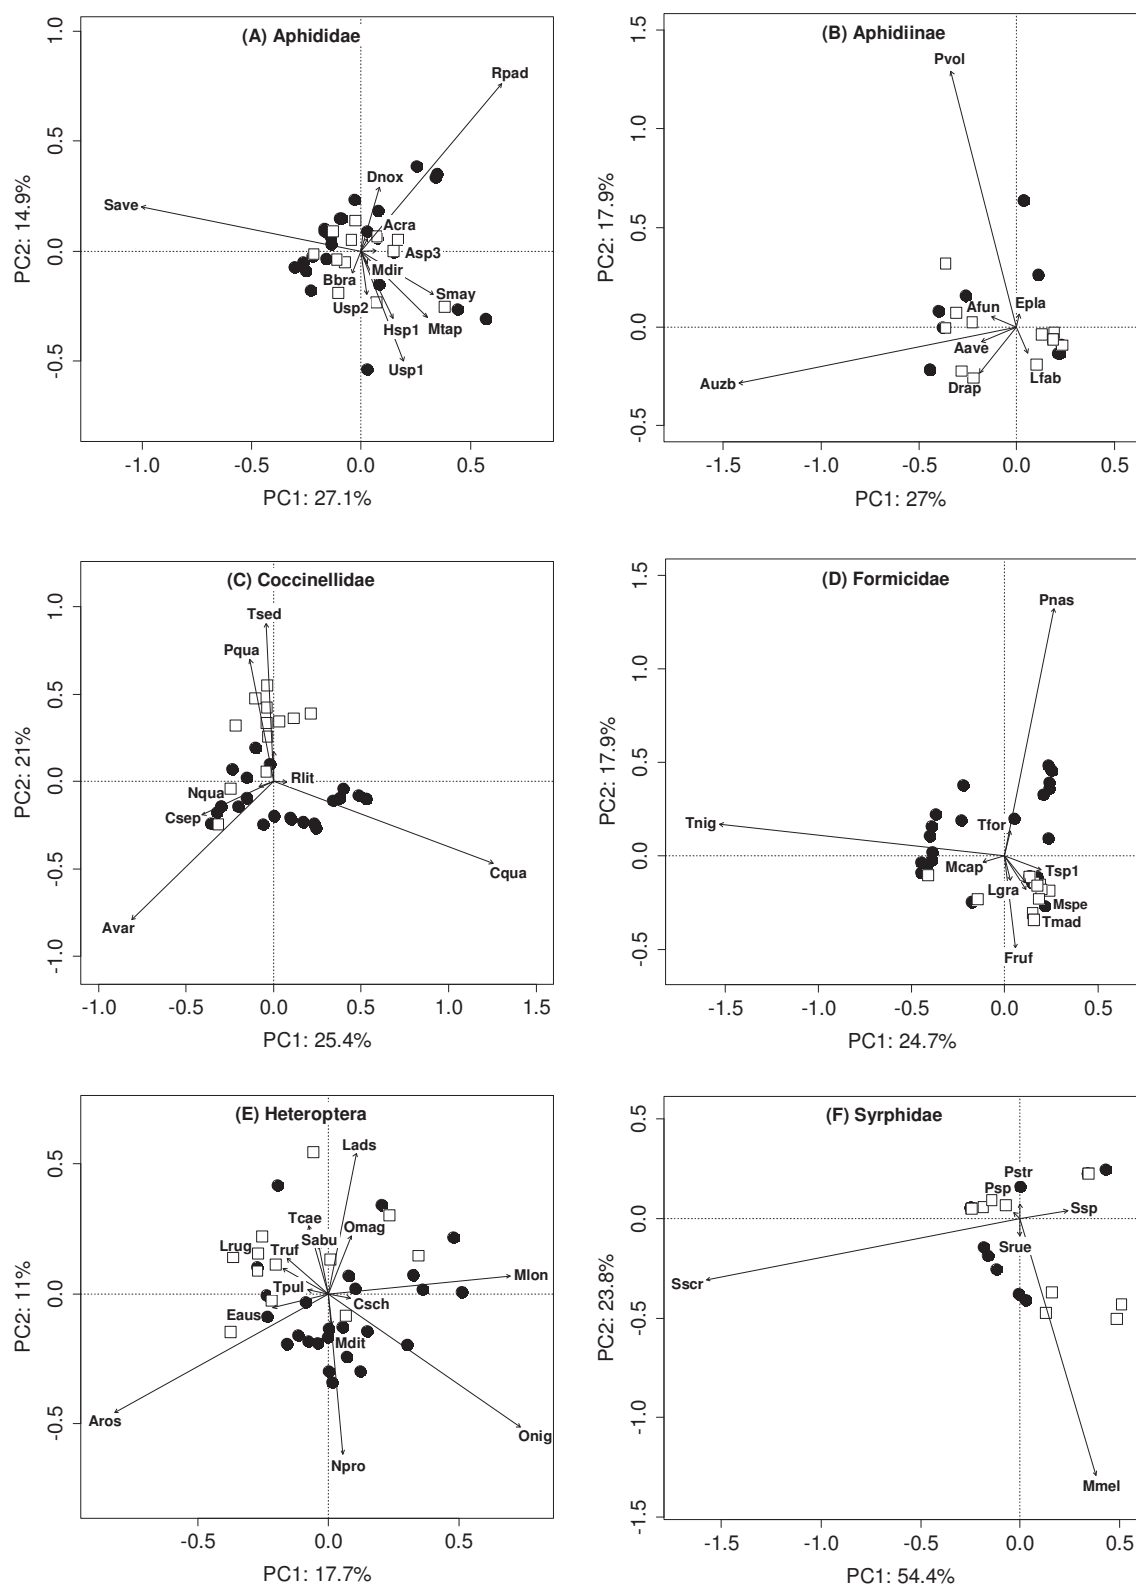 (A) Aphididae
PC2: 14.9%
1.0
0.5
0.0
-0.5
Rpad
Dnox
Save
Acra
Asp3
Mdir
Bbra
Smay
Usp2
Hsp1
Mtap
Usp1
-1.0 -0.5 0.0 0.5
PC1: 27.1%
(B) Aphidiinae
PC2: 17.9%
1.5
1.0
0.5
0.0
-0.5
Pvol
Afun
Epla
Aave
Auzb
Drap
Lfab
-1.5 -1.0 -0.5 0.0 0.5
PC1: 27%
(C) Coccinellidae
PC2: 21%
1.0
0.5
0.0
-0.5
-1.0
Tsed
Pqua
Rlit
Nqua
Csep
Cqua
Avar
-1.0 -0.5 0.0 0.5 1.0 1.5
PC1: 25.4%
(D) Formicidae
PC2: 17.9%
1.5
1.0
0.5
0.0
-0.5
Pnas
Tnig
Tfor
Mcap
Tsp1
Lgra
Mspe
Tmad
Fruf
-1.5 -1.0 -0.5 0.0 0.5
PC1: 24.7%
(E) Heteroptera
PC2: 11%
0.5
0.0
-0.5
Lads
Tcae
Omag
Sabu
Lrug
Truf
Mlon
Tpul
Csch
Eaus
Mdit
Aros
Onig
Npro
-0.5 0.0 0.5
PC1: 17.7%
(F) Syrphidae
PC2: 23.8%
0.5
0.0
-0.5
-1.0
-1.5
Pstr
Psp
Ssp
Srue
Sscr
Mmel
-1.5 -1.0 -0.5 0.0 0.5
PC1: 54.4%